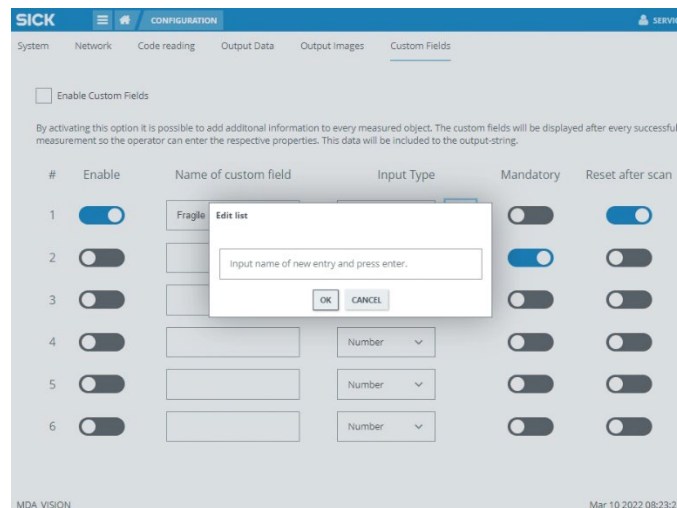 SICK
CONFIGURATION
SERVI
System Network Code reading Output Data Output Images Custom Fields
Enable Custom Fields
By activating this option it is possible to add additonal information to every measured object. The custom fields will be displayed after every successful
measurement so the operator can enter the respective properties. This data will be included to the output-string.
# Enable Name of custom field Input Type Mandatory Reset after scan
1 Fragile
Edit list
2
Input name of new entry and press enter.
3
OK CANCEL
4 Number
5 Number
6 Number
MDA_VISION Mar 10 2022 08:23:2